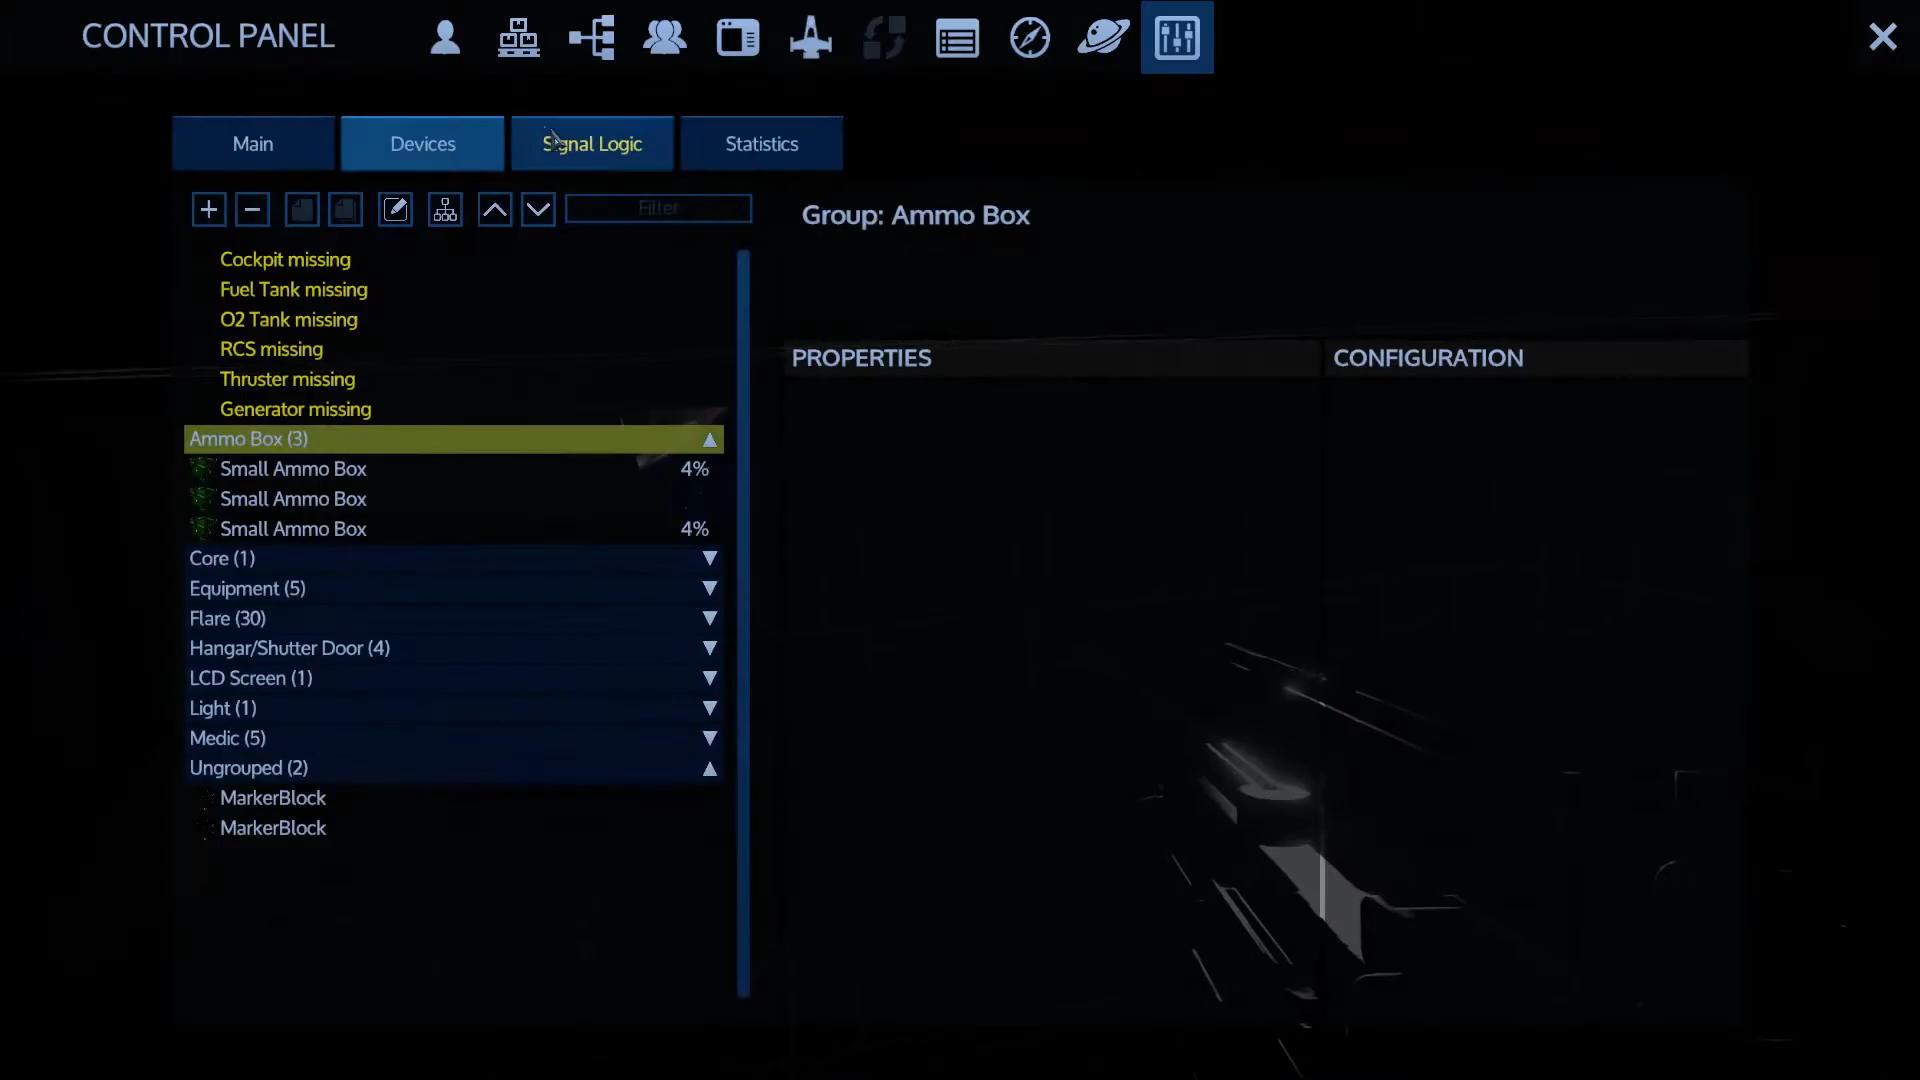 CONTROL PANEL
Main
Devices
Signal Logic
Statistics
Filter
Group: Ammo Box
Cockpit missing
Fuel Tank missing
O2 Tank missing
RCS missing
Thruster missing
Generator missing
PROPERTIES
CONFIGURATION
Ammo Box (3)
Small Ammo Box 4%
Small Ammo Box
Small Ammo Box 4%
Core (1)
Equipment (5)
Flare (30)
Hangar/Shutter Door (4)
LCD Screen (1)
Light (1)
Medic (5)
Ungrouped (2)
MarkerBlock
MarkerBlock